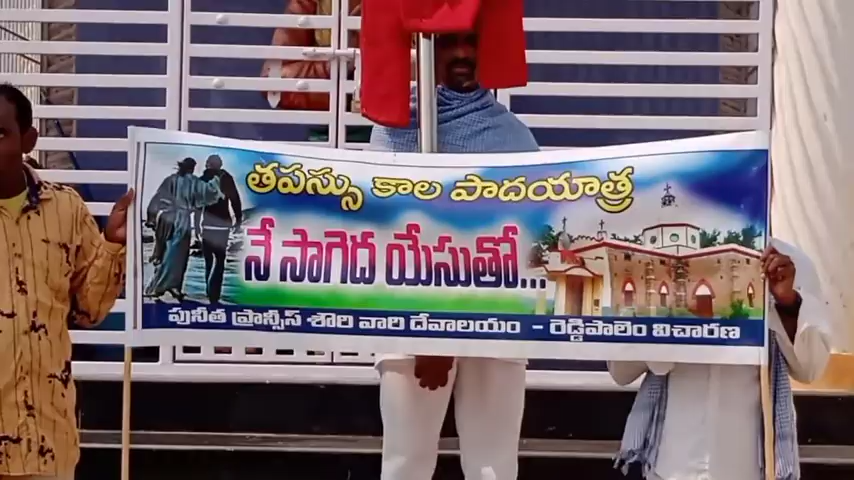 తపస్సు కాల పాదయాత్ర
నే సాగెద యేసుతో...
పునీత ఫ్రాన్సీస్ శౌరి వారి దేవాలయం - రెడ్డిపాలెం విచారణ